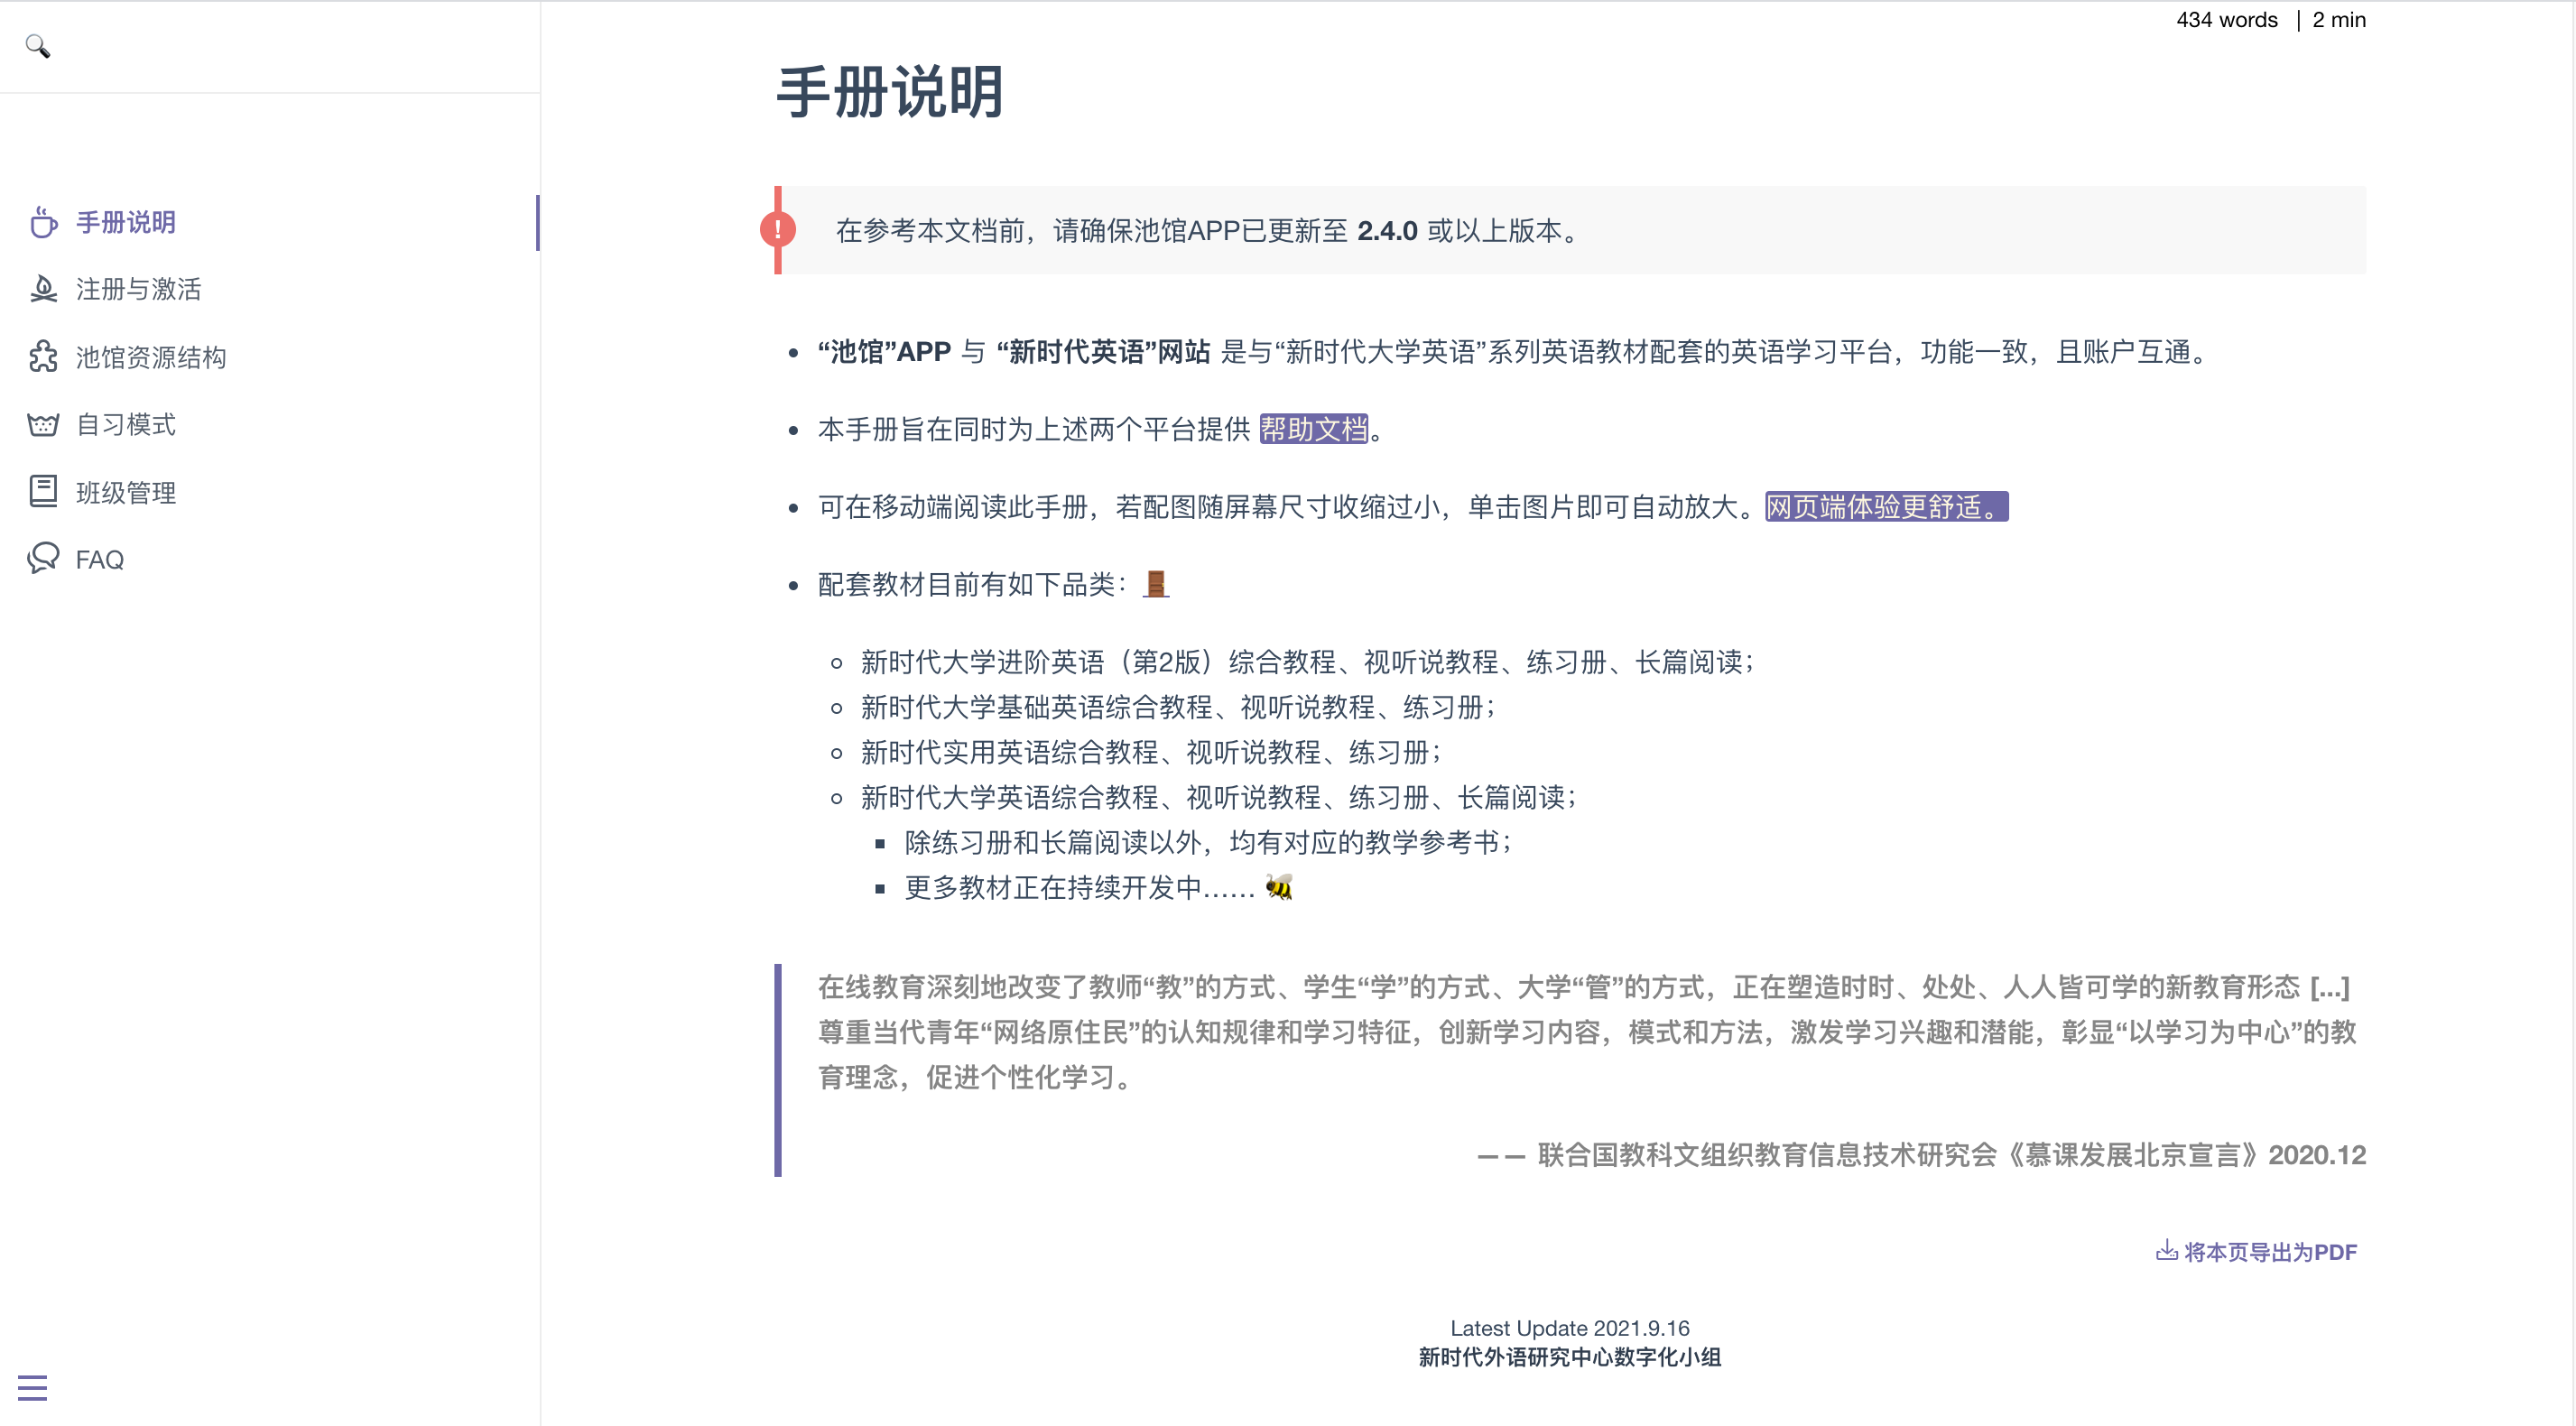 434 words | 2 min
手册说明
注册与激活
池馆资源结构
自习模式
班级管理
FAQ
手册说明
在参考本文档前，请确保池馆APP已更新至 2.4.0 或以上版本。
“池馆”APP 与 “新时代英语”网站 是与“新时代大学英语”系列英语教材配套的英语学习平台，功能一致，且账户互通。
本手册旨在同时为上述两个平台提供 帮助文档。
可在移动端阅读此手册，若配图随屏幕尺寸收缩过小，单击图片即可自动放大。网页端体验更舒适。
配套教材目前有如下品类：
新时代大学进阶英语（第2版）综合教程、视听说教程、练习册、长篇阅读；
新时代大学基础英语综合教程、视听说教程、练习册；
新时代实用英语综合教程、视听说教程、练习册；
新时代大学英语综合教程、视听说教程、练习册、长篇阅读；
除练习册和长篇阅读以外，均有对应的教学参考书；
更多教材正在持续开发中……
在线教育深刻地改变了教师“教”的方式、学生“学”的方式、大学“管”的方式，正在塑造时时、处处、人人皆可学的新教育形态 [...]
尊重当代青年“网络原住民”的认知规律和学习特征，创新学习内容，模式和方法，激发学习兴趣和潜能，彰显“以学习为中心”的教
育理念，促进个性化学习。
—— 联合国教科文组织教育信息技术研究会《慕课发展北京宣言》2020.12
将本页导出为PDF
Latest Update 2021.9.16
新时代外语研究中心数字化小组